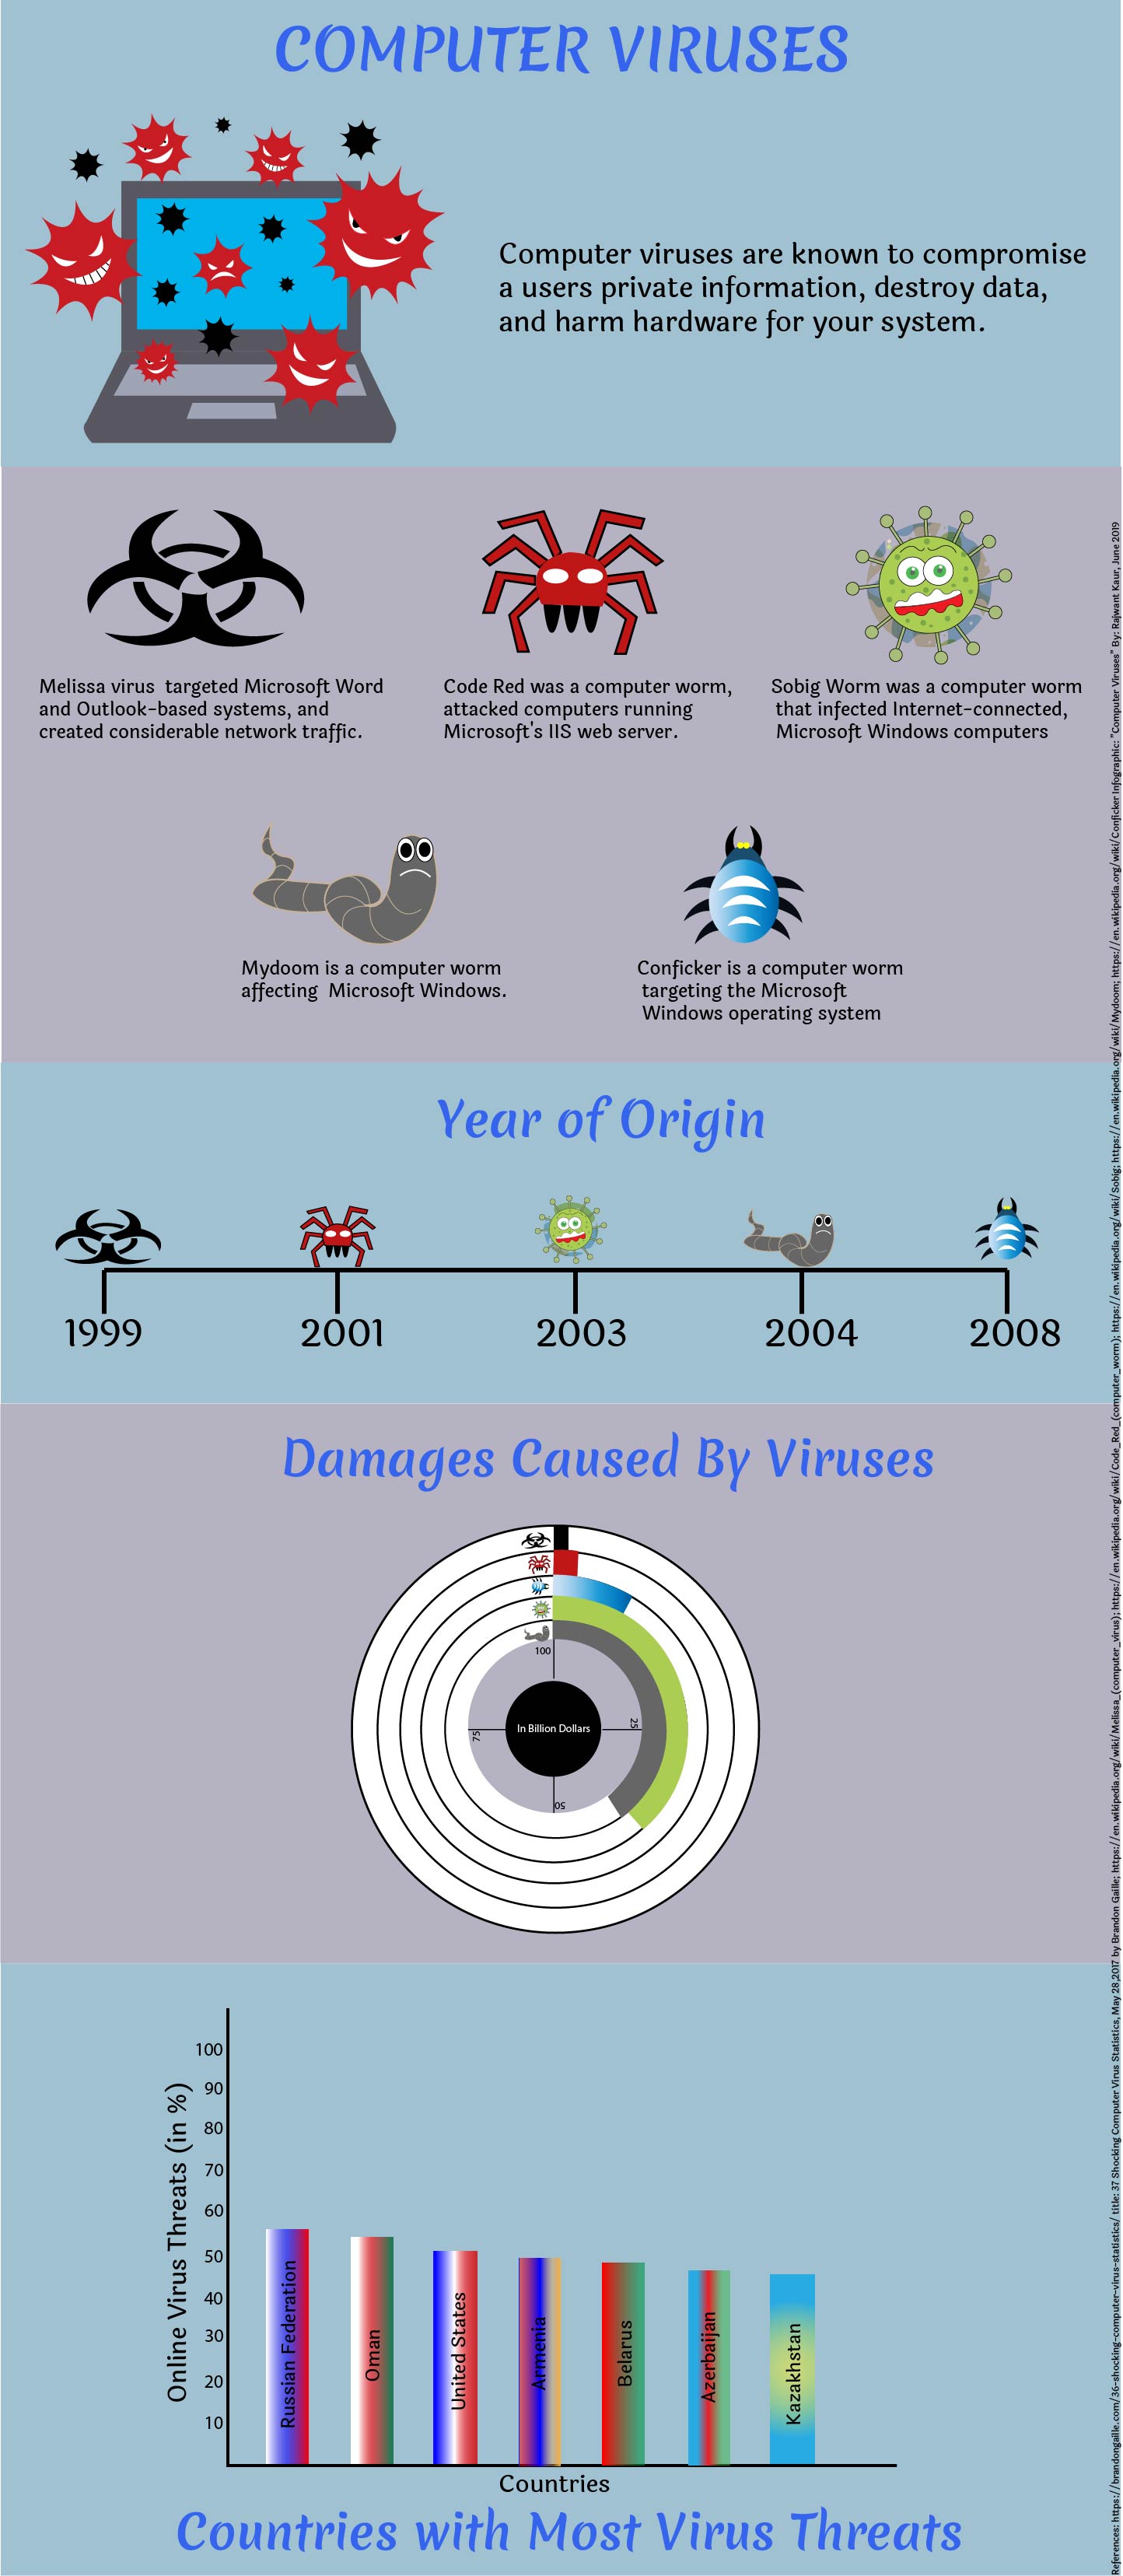 COMPUTER VIRUSES
Computer viruses are known to compromise
a users private information, destroy data,
and harm hardware for your system.
Melissa virus targeted Microsoft Word
and Outlook-based systems, and
created considerable network traffic.
Code Red was a computer worm,
attacked computers running
Microsoft's IIS web server.
Sobig Worm was a computer worm
that infected Internet-connected,
Microsoft Windows computers
Mydoom is a computer worm
affecting Microsoft Windows.
Conficker is a computer worm
targeting the Microsoft
Windows operating system
Year of Origin
1999
2001
2003
2004
2008
Damages Caused By Viruses
100
25
50
75
In Billion Dollars
Online Virus Threats (in %)
100
90
80
70
60
50
40
30
20
10
Russian Federation
Oman
United States
Armenia
Belarus
Azerbaijan
Kazakhstan
Countries
Countries with Most Virus Threats
References: https://brandongaille.com/36-shocking-computer-virus-statistics/ title: 37 Shocking Computer Virus Statistics, May 28,2017 by Brandon Gaille; https://en.wikipedia.org/wiki/Melissa_(computer_virus); https://en.wikipedia.org/wiki/Code_Red_(computer_worm); https://en.wikipedia.org/wiki/Sobig; https://en.wikipedia.org/wiki/Mydoom; https://en.wikipedia.org/wiki/Conficker Infographic: "Computer Viruses" By: Rajwant Kaur, June 2019